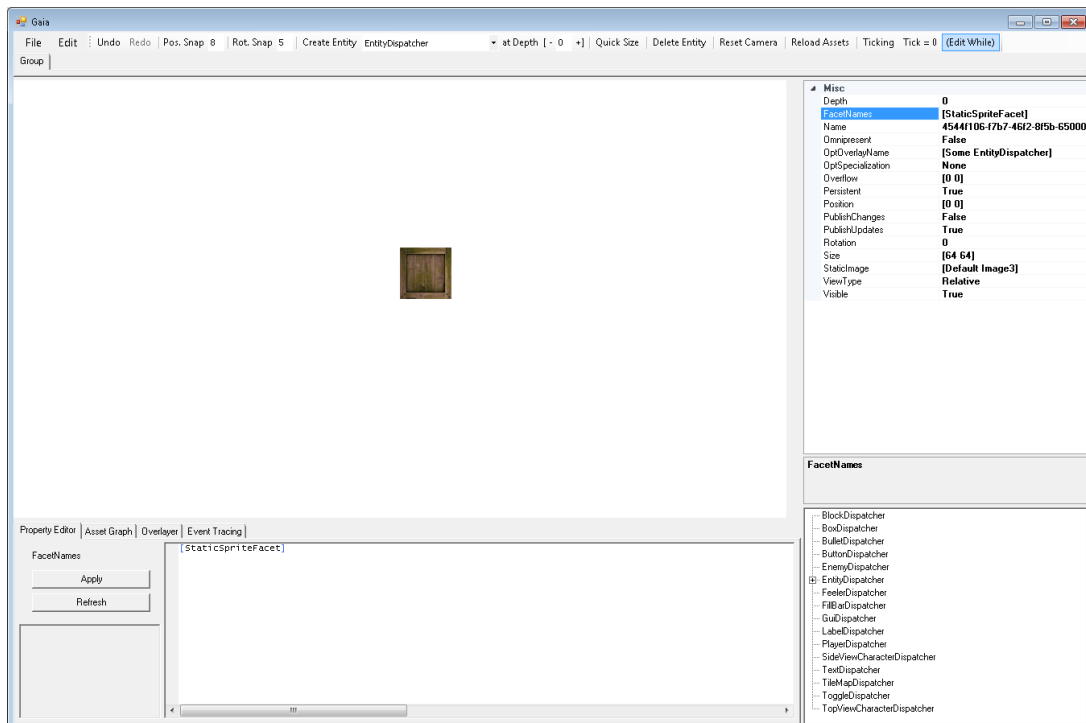 Gaia
File Edit Undo Redo Pos. Snap 8 Rot. Snap 5 Create Entity EntityDispatcher at Depth [ - 0 +] Quick Size Delete Entity Reset Camera Reload Assets Ticking Tick = 0 (Edit While)
Group
Misc
Depth 0
FacetNames [StaticSpriteFacet]
Name 4544f106-f7b7-46f2-8f5b-65000
Omnipresent False
OptOverlayName [Some EntityDispatcher]
OptSpecialization None
Overflow [0 0]
Persistent True
Position [0 0]
PublishChanges False
PublishUpdates True
Rotation 0
Size [64 64]
StaticImage [Default Image3]
ViewType Relative
Visible True
FacetNames
Property Editor Asset Graph Overlayer Event Tracing
FacetNames
Apply
Refresh
[StaticSpriteFacet]
BlockDispatcher
BoxDispatcher
BulletDispatcher
ButtonDispatcher
EnemyDispatcher
EntityDispatcher
FeelerDispatcher
FillBarDispatcher
GuiDispatcher
LabelDispatcher
PlayerDispatcher
SideViewCharacterDispatcher
TextDispatcher
TileMapDispatcher
ToggleDispatcher
TopViewCharacterDispatcher